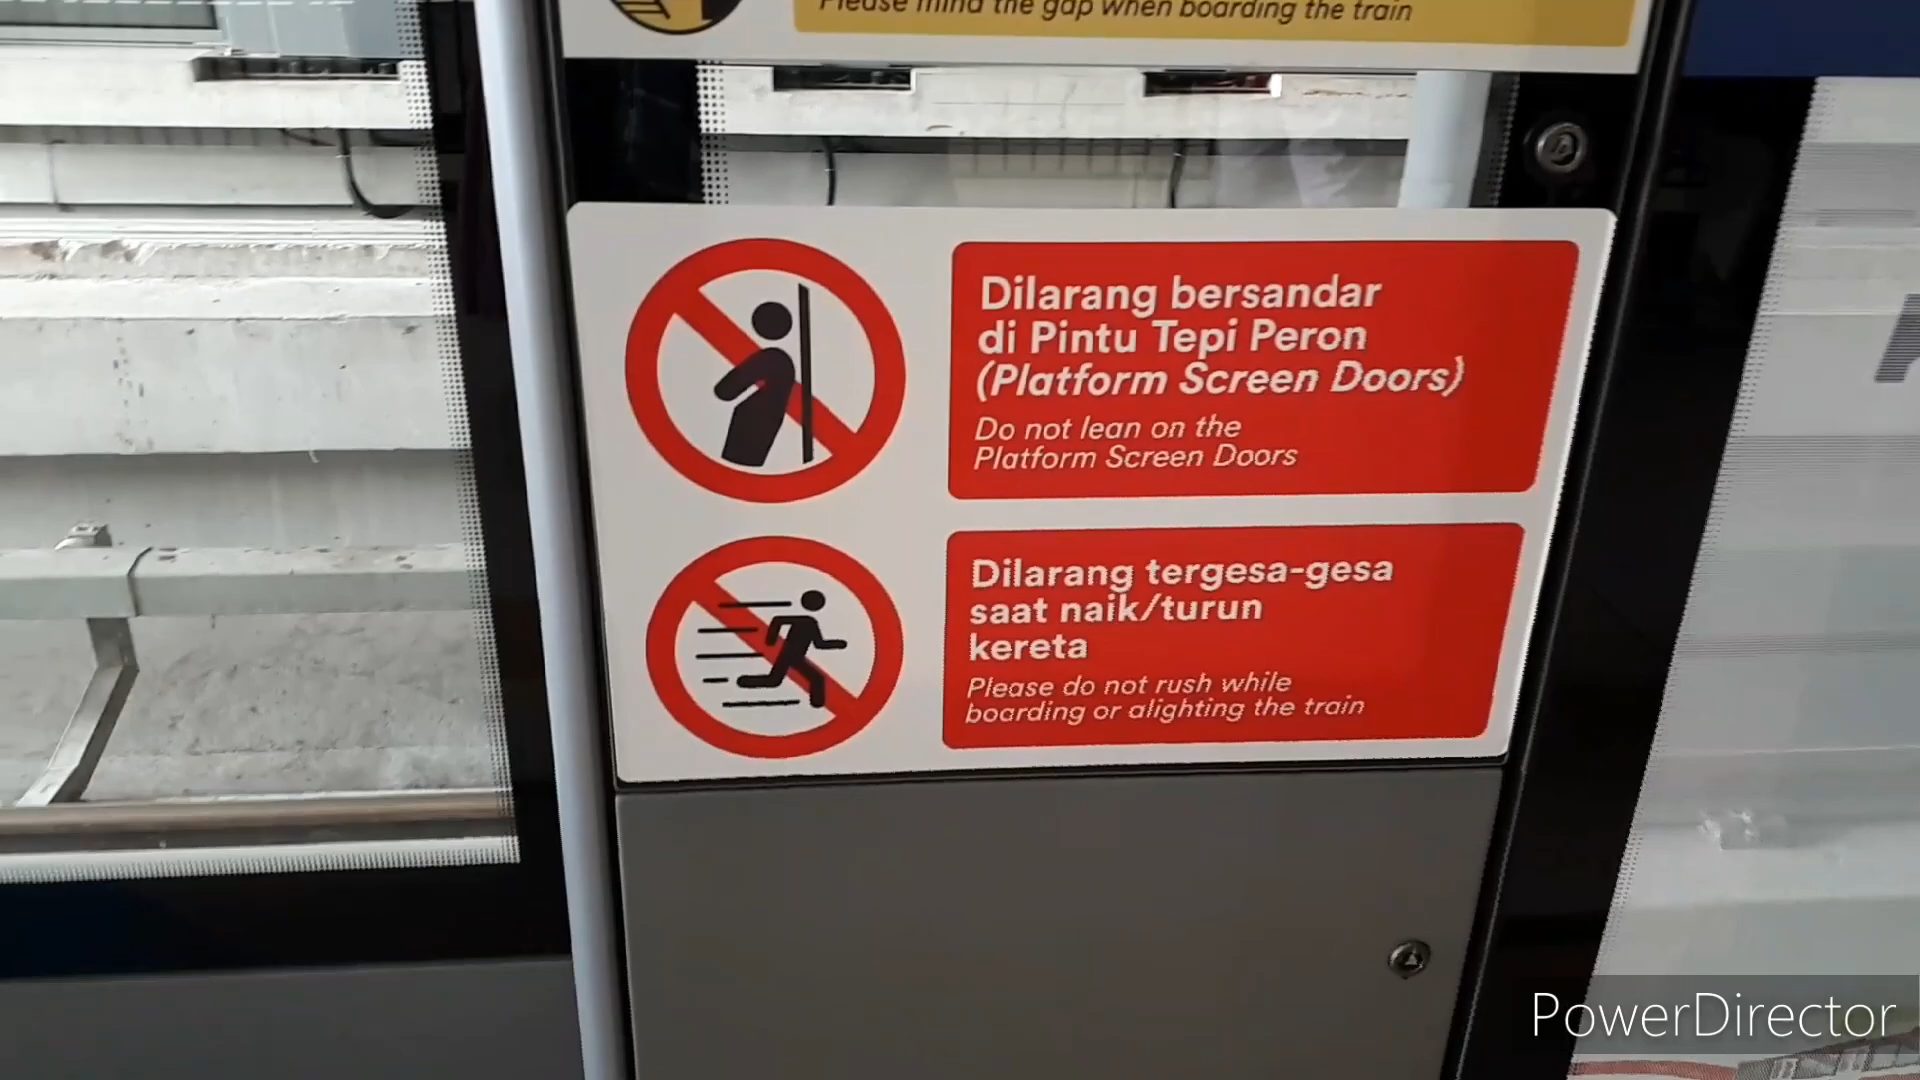 Please mind the gap when boarding the train
Dilarang bersandar
di Pintu Tepi Peron
(Platform Screen Doors)
Do not lean on the
Platform Screen Doors
Dilarang tergesa-gesa
saat naik/turun
kereta
Please do not rush while
boarding or alighting the train
PowerDirector